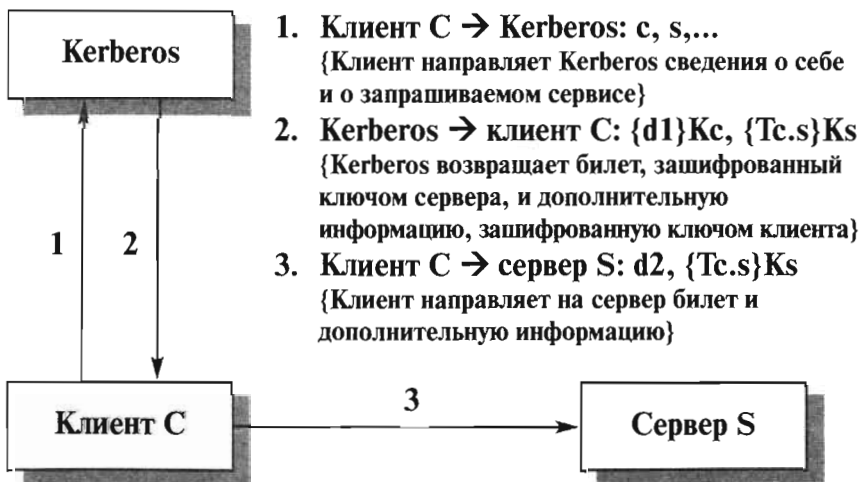 Kerberos
1. Клиент C → Kerberos: c, s,...
{Клиент направляет Kerberos сведения о себе
и о запрашиваемом сервисе}
2. Kerberos → клиент C: {d1}Kc, {Tc.s}Ks
{Kerberos возвращает билет, зашифрованный
ключом сервера, и дополнительную
информацию, зашифрованную ключом клиента}
3. Клиент C → сервер S: d2, {Tc.s}Ks
{Клиент направляет на сервер билет и
дополнительную информацию}
1
2
3
Клиент C
Сервер S